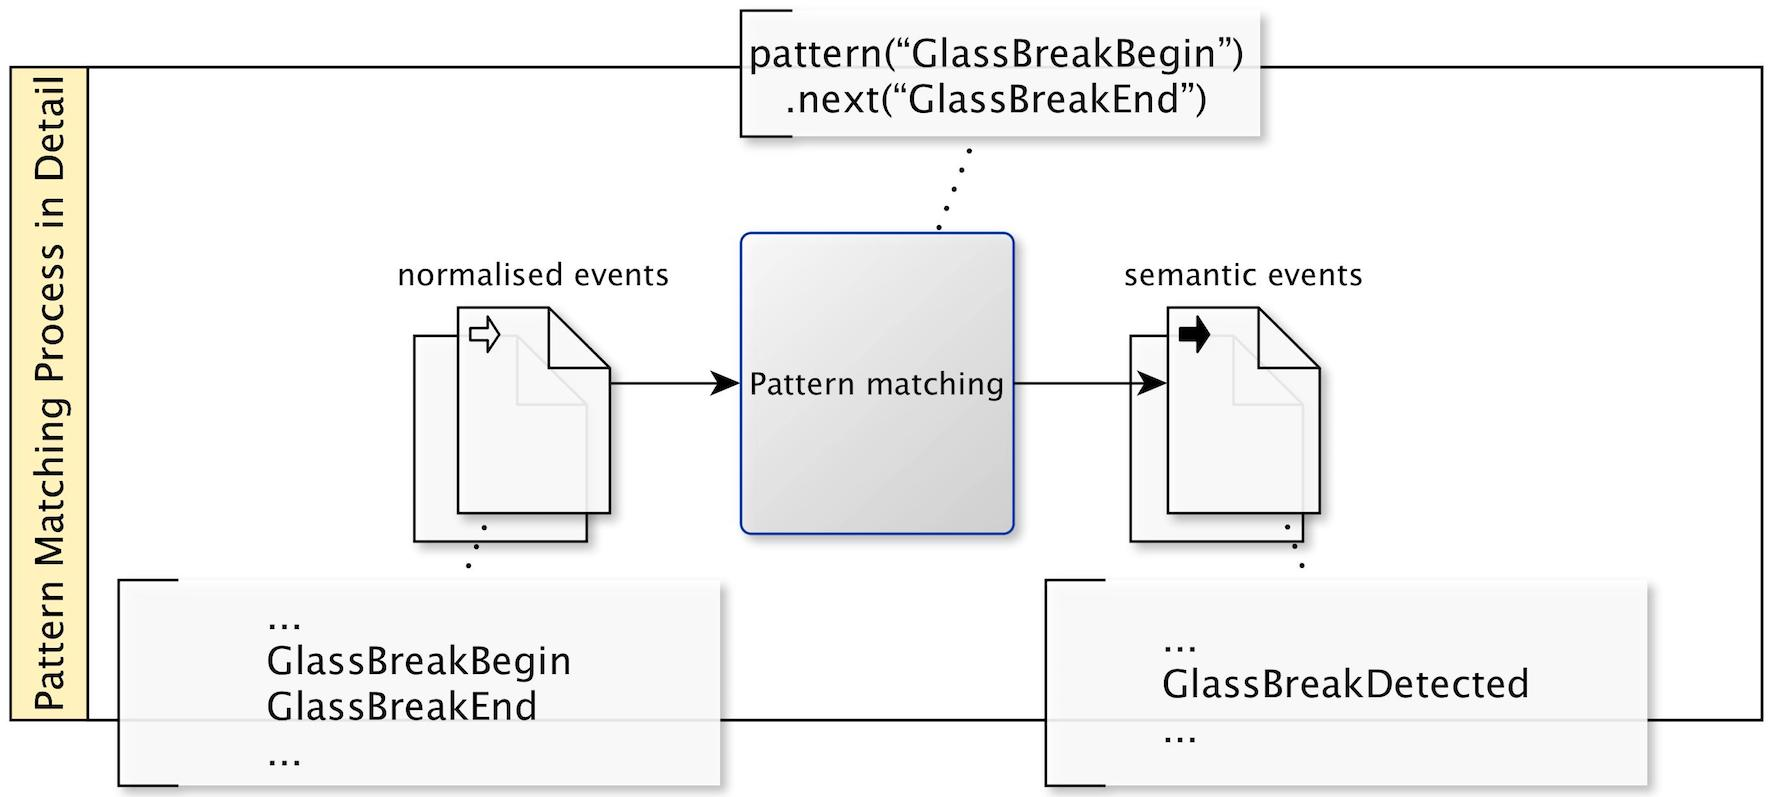 pattern(“GlassBreakBegin”)
.next(“GlassBreakEnd”)
Pattern Matching Process in Detail
normalised events
semantic events
Pattern matching
...
GlassBreakBegin
GlassBreakEnd
...
...
GlassBreakDetected
...